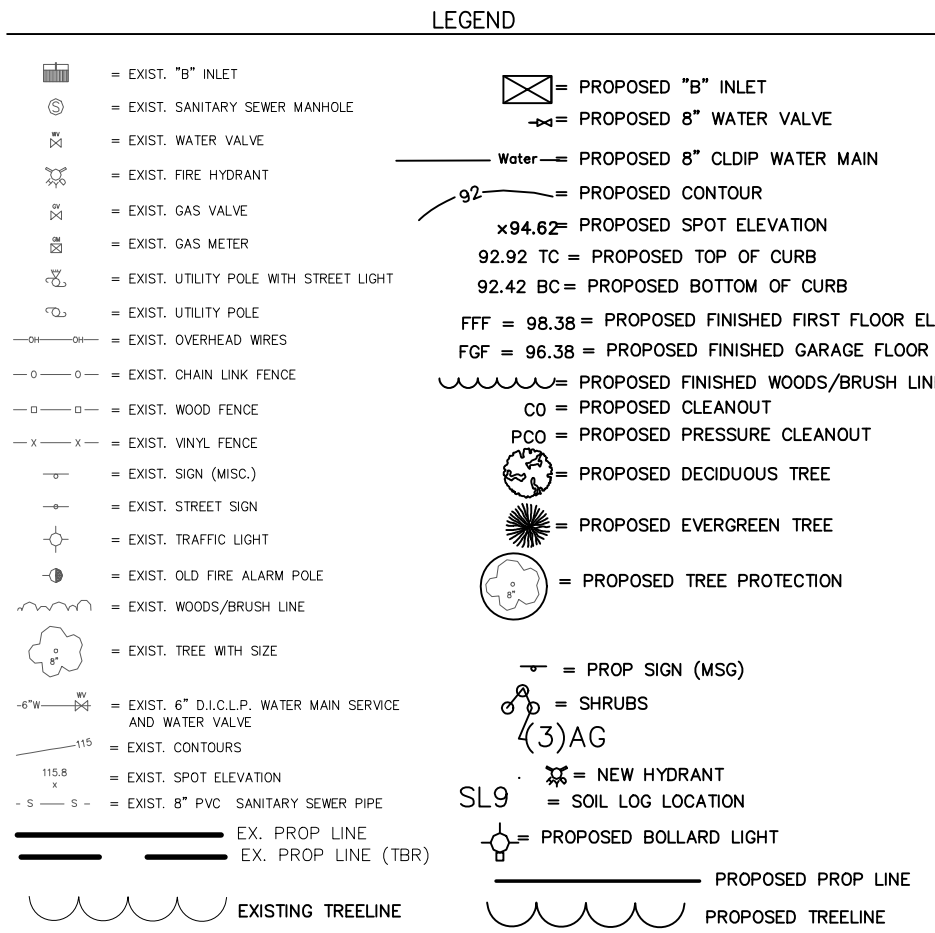 LEGEND
= EXIST. "B" INLET
S = EXIST. SANITARY SEWER MANHOLE
WV = EXIST. WATER VALVE
= EXIST. FIRE HYDRANT
GV = EXIST. GAS VALVE
GM = EXIST. GAS METER
= EXIST. UTILITY POLE WITH STREET LIGHT
= EXIST. UTILITY POLE
OH OH = EXIST. OVERHEAD WIRES
O O = EXIST. CHAIN LINK FENCE
= EXIST. WOOD FENCE
X X = EXIST. VINYL FENCE
= EXIST. SIGN (MISC.)
= EXIST. STREET SIGN
= EXIST. TRAFFIC LIGHT
= EXIST. OLD FIRE ALARM POLE
= EXIST. WOODS/BRUSH LINE
8" = EXIST. TREE WITH SIZE
6"W WV = EXIST. 6" D.I.C.L.P. WATER MAIN SERVICE
AND WATER VALVE
115 = EXIST. CONTOURS
115.8 x = EXIST. SPOT ELEVATION
- S — S - = EXIST. 8" PVC SANITARY SEWER PIPE
EX. PROP LINE
EX. PROP LINE (TBR)
EXISTING TREELINE
= PROPOSED "B" INLET
= PROPOSED 8" WATER VALVE
Water = PROPOSED 8" CLDIP WATER MAIN
92 = PROPOSED CONTOUR
x94.62 = PROPOSED SPOT ELEVATION
92.92 TC = PROPOSED TOP OF CURB
92.42 BC = PROPOSED BOTTOM OF CURB
FFF = 98.38 = PROPOSED FINISHED FIRST FLOOR EL
FGF = 96.38 = PROPOSED FINISHED GARAGE FLOOR
= PROPOSED FINISHED WOODS/BRUSH LIN
CO = PROPOSED CLEANOUT
PCO = PROPOSED PRESSURE CLEANOUT
= PROPOSED DECIDUOUS TREE
= PROPOSED EVERGREEN TREE
8" = PROPOSED TREE PROTECTION
= PROP SIGN (MSG)
= SHRUBS
(3)AG
= NEW HYDRANT
SL9 = SOIL LOG LOCATION
= PROPOSED BOLLARD LIGHT
PROPOSED PROP LINE
PROPOSED TREELINE